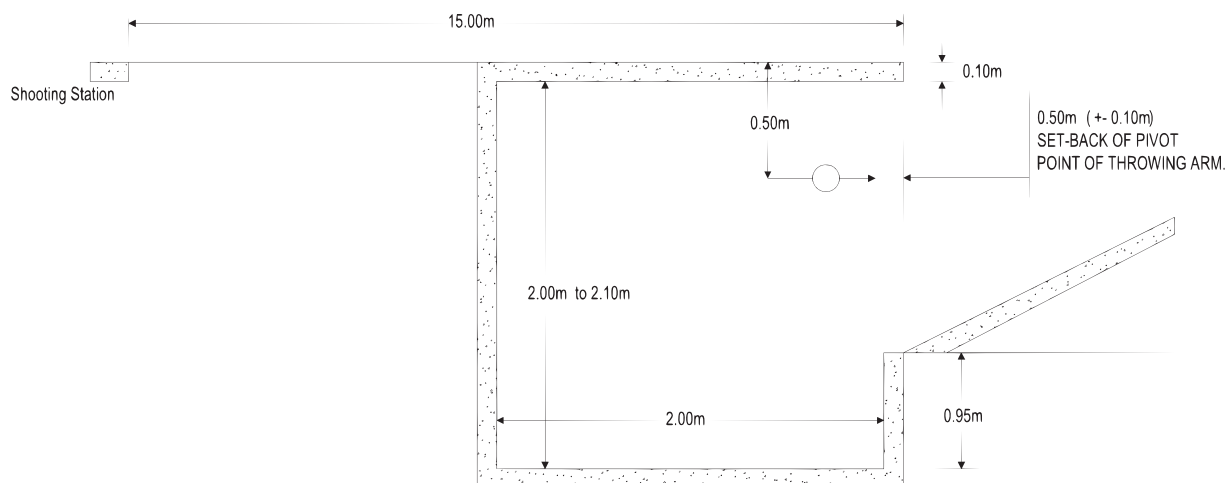 15.00m
Shooting Station
0.10m
0.50m
0.50m ( +- 0.10m)
SET-BACK OF PIVOT
POINT OF THROWING ARM.
2.00m to 2.10m
2.00m
0.95m